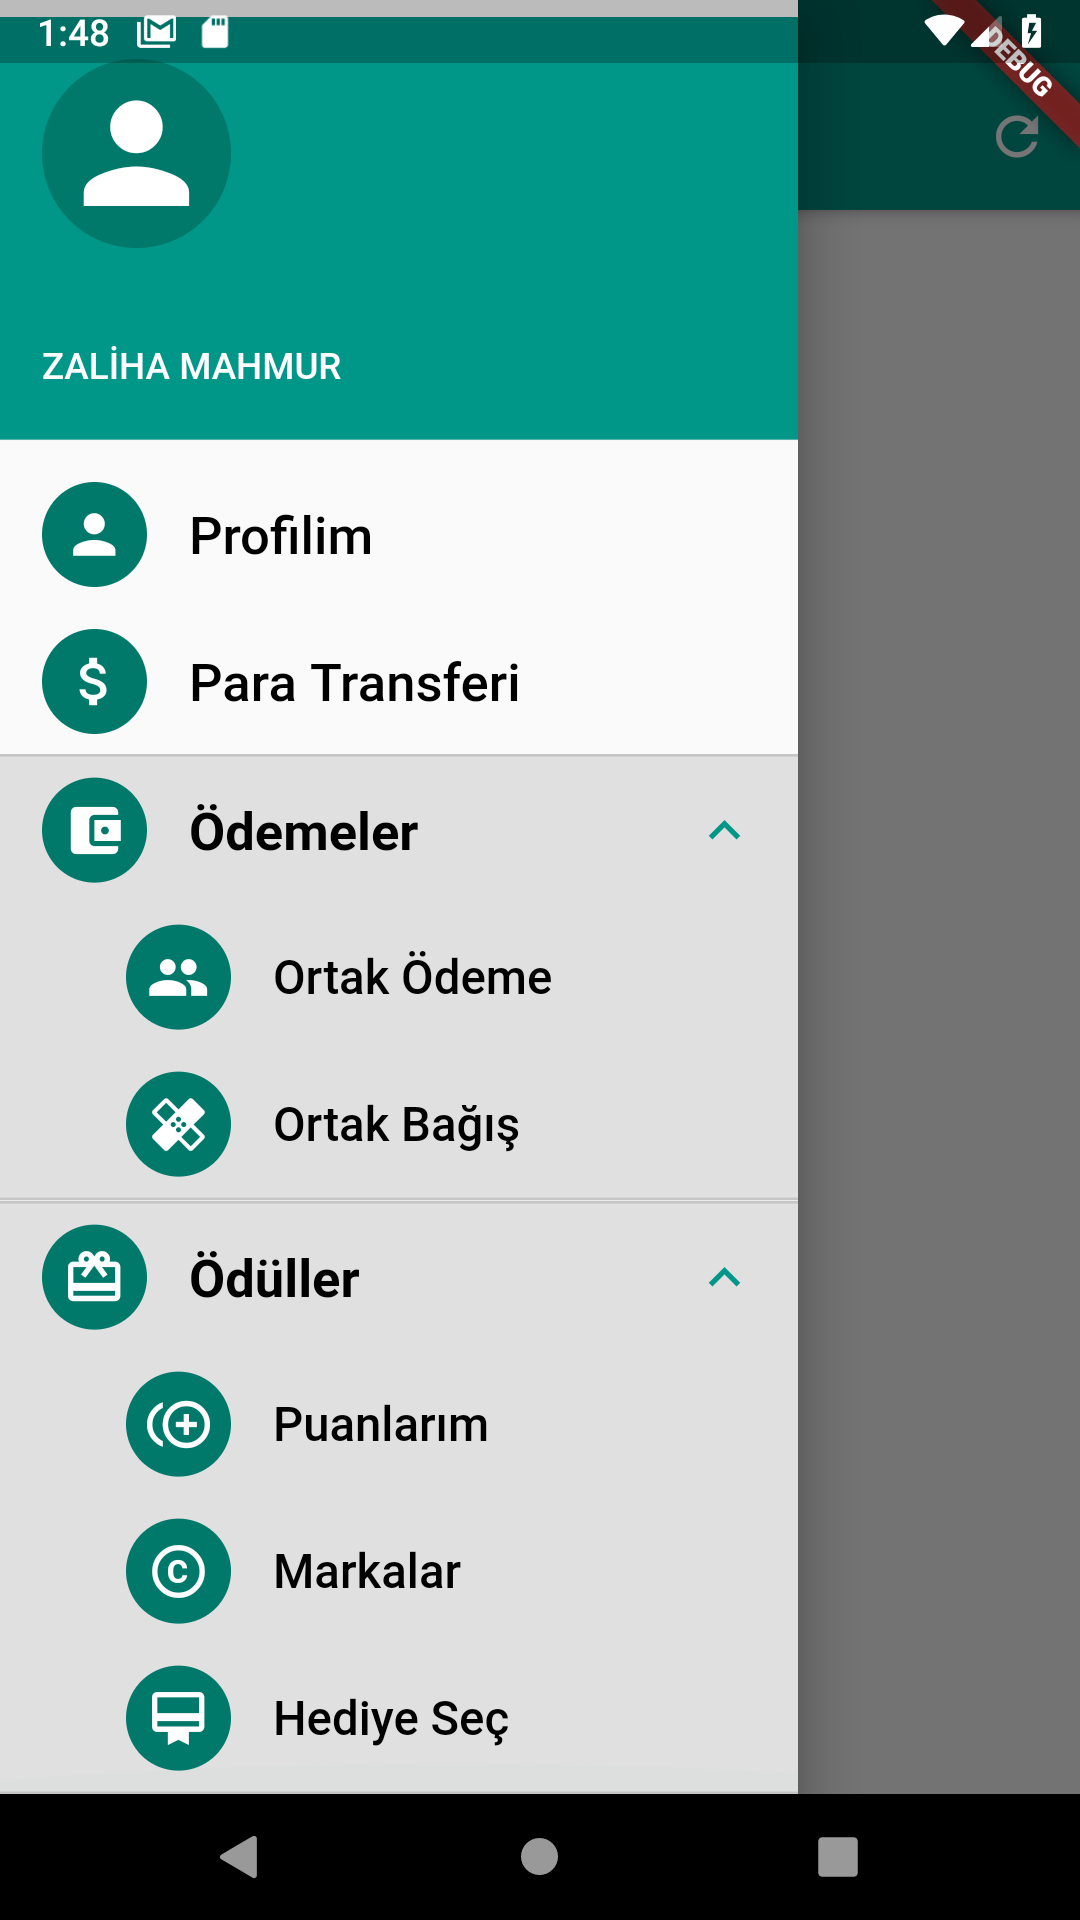 1:48
DEBUG
ZALİHA MAHMUR
Profilim
Para Transferi
Ödemeler
Ortak Ödeme
Ortak Bağış
Ödüller
Puanlarım
Markalar
Hediye Seç